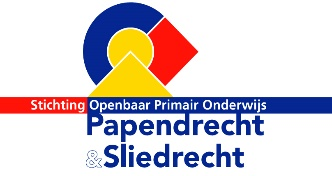 Stichting Openbaar Primair Onderwijs
Papendrecht
&Sliedrecht